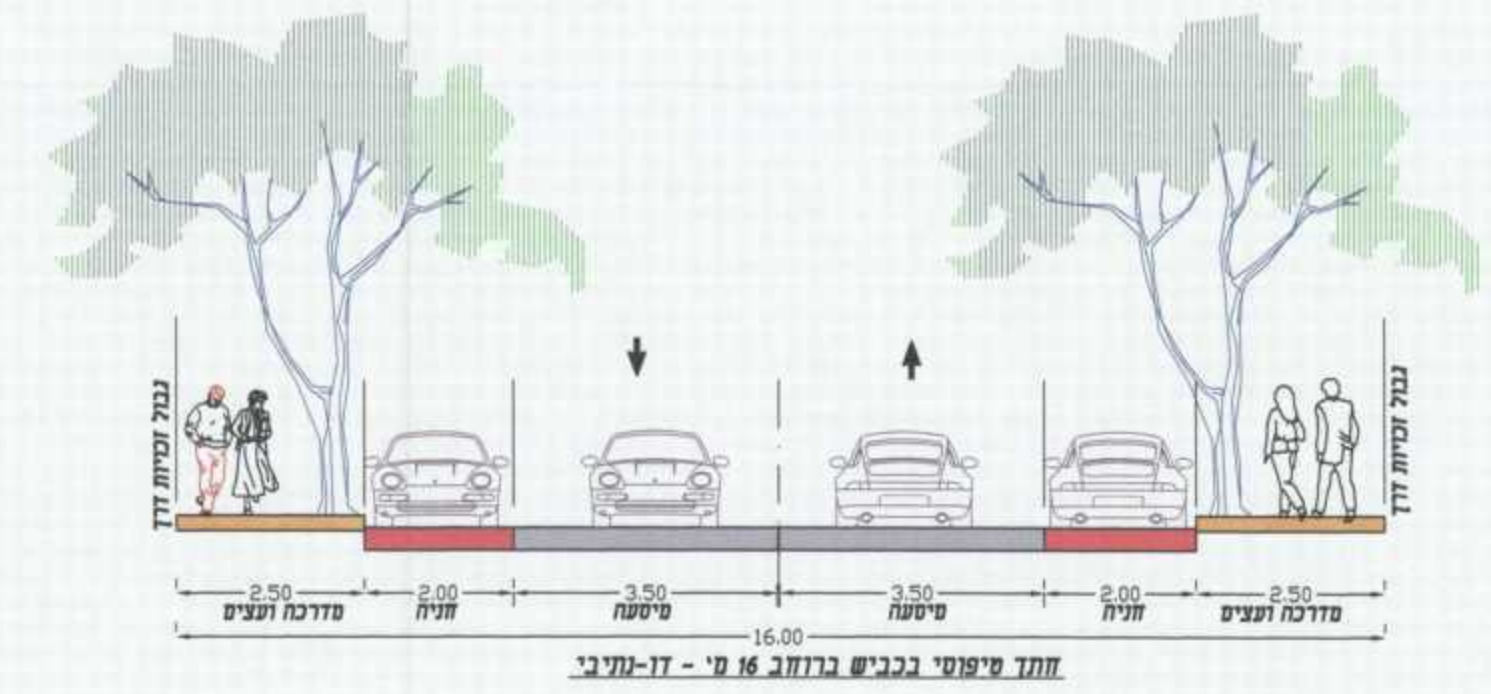 גבול זכויות דרך
גבול זכויות דרך
2.50 2.00 3.50 3.50 2.00 2.50
מדרכה ועצים חניה מיסעה מיסעה חניה מדרכה ועצים
16.00
חתך טיפוסי בכביש ברוחב 16 מ' - דו-נתיבי